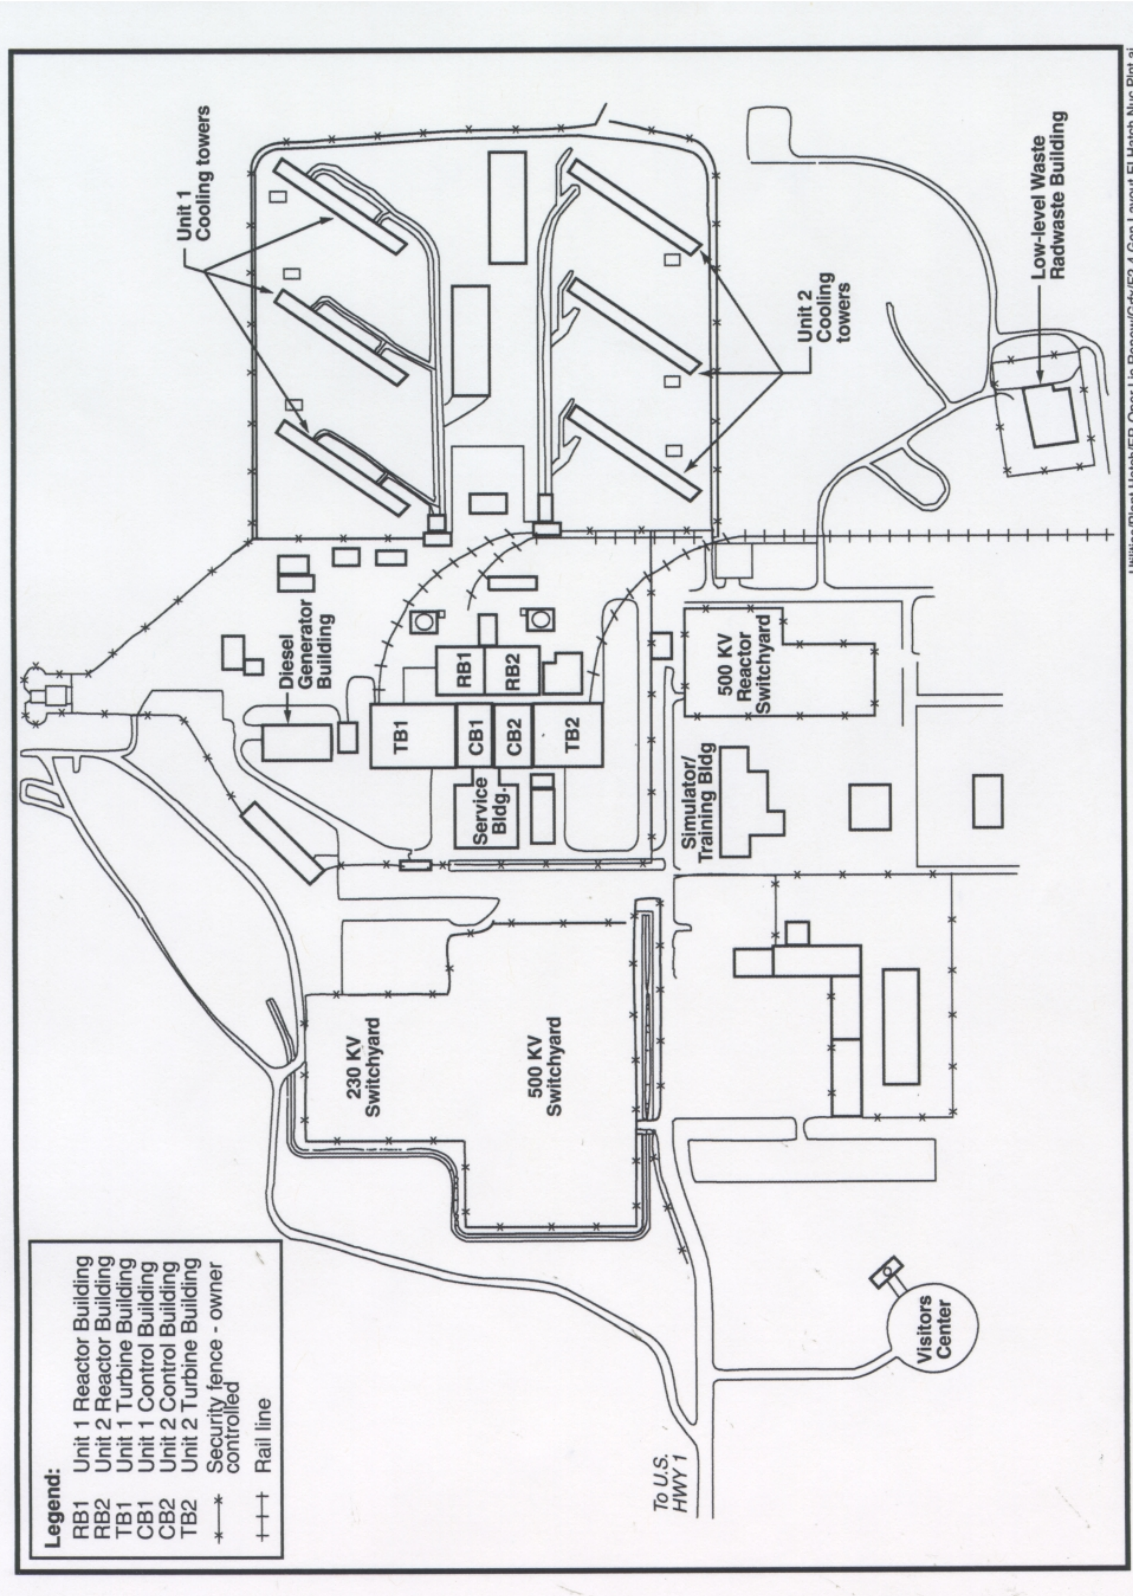 Legend:
RB1 Unit 1 Reactor Building
RB2 Unit 2 Reactor Building
TB1 Unit 1 Turbine Building
CB1 Unit 1 Control Building
CB2 Unit 2 Control Building
TB2 Unit 2 Turbine Building
Security fence - owner
controlled
Rail line
Unit 1
Cooling towers
Diesel
Generator
Building
230 KV
Switchyard
TB1
RB1
CB1
RB2
CB2
TB2
Service
Bldg.
500 KV
Switchyard
To U.S.
HWY 1
Simulator/
Training Bldg
500 KV
Reactor
Switchyard
Unit 2
Cooling
towers
Visitors
Center
Low-level Waste
Radwaste Building